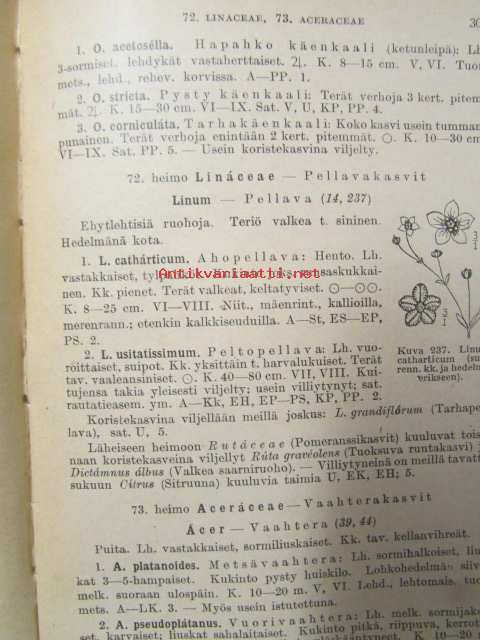 72. LINACEAE, 73. ACERACEAE
1. O. acetosélla. Hapahko käenkaali (ketunleipä): Lh.
3-sormiset. lehdykät vastaherttaiset. ♃. K. 8—15 cm. V, VI.
mets., lehd., rehev. korvissa. A—PP. 1.
2. O. stricta. Pysty käenkaali: Terät verhoja 3 kert. pitem-
mät. ♃. K. 15—30 cm. VI—IX. Sat. V, U, KP, PP. 4.
3. O. corniculáta. Tarhakäenkaali: Koko kasvi usein tumman
punainen. Terät verhoja enintään 2 kert. pitemmät. ⊙. K. 10—30 cm
VI—IX. Sat. PP. 5. — Usein koristekasvina viljelty.
72. heimo Lináceae — Pellavakasvit
Linum — Pellava (14, 237)
Ehytlehtisiä ruohoja. Teriö valkea t. sininen.
Hedelmänä kota.
1. L. cathárticum. Ahopellava: Hento. Lh.
vastakkaiset,
Antikvariaatti.net
nen. Kk. pienet. Terät valkeat, keltatyviset. ⊙—⊙⊙.
K. 8—25 cm. VI—VIII. Niit., mäenrint., kallioilla,
merenrann.; etenkin kalkkiseuduilla. A—St, ES—EP,
PS. 2.
2. L. usitatissimum. Peltopellava: Lh. vuo-
roittaiset, suipot. Kk. yksittäin t. harvalukuiset. Terät
tav. vaaleansiniset. ⊙. K. 40—80 cm. VII, VIII. Kui-
tujensa takia yleisesti viljelty; usein villiytynyt; sat.
rautatieasem. ym. A—Kk, EH, EP—PS, KP, PP. 2.
Kuva 237. Linu
catharticum (su
renn. kk. ja hedelm
yrikseen).
Koristekasvina viljellään meillä joskus: L. grandiflórum (Tarhape
lava), sat. U, 5.
Läheiseen heimoon Rutáceae (Pomeranssikasvit) kuuluvat tois
naan koristekasveina viljellyt Rúta gravéolens (Tuoksuva ruutakasvi) j
Dictámnus álbus (Valkea saarniruoho). — Villiytyneinä on meillä tavatt
sukuun Citrus (Sitruuna) kuuluvia taimia U, EK, EH; 5.
73. heimo Aceráceae — Vaahterakasvit
Ácer — Vaahtera (39, 44)
Puita. Lh. vastakkaiset, sormiliuskaiset. Kk. tav. kellanvihreät.
1. A. platanoides. Metsävaahtera: Lh. sormihalkoiset, liu
kat 3—5-hampaiset. Kukinto pysty huiskilo. Lohkohedelmän siiv
melk. suoraan ulospäin. K. 10—20 m. V, VI. Lehd., lehtomais. tuo
mets. A—LK. 3. — Myös usein istutettuna.
2. A. pseudoplátanus. Vuorivaahtera: Lh. melk. sormijako
set, karvaiset; liuskat sahalaitaiset. Kukinto pitkä, riippuva, kerrot